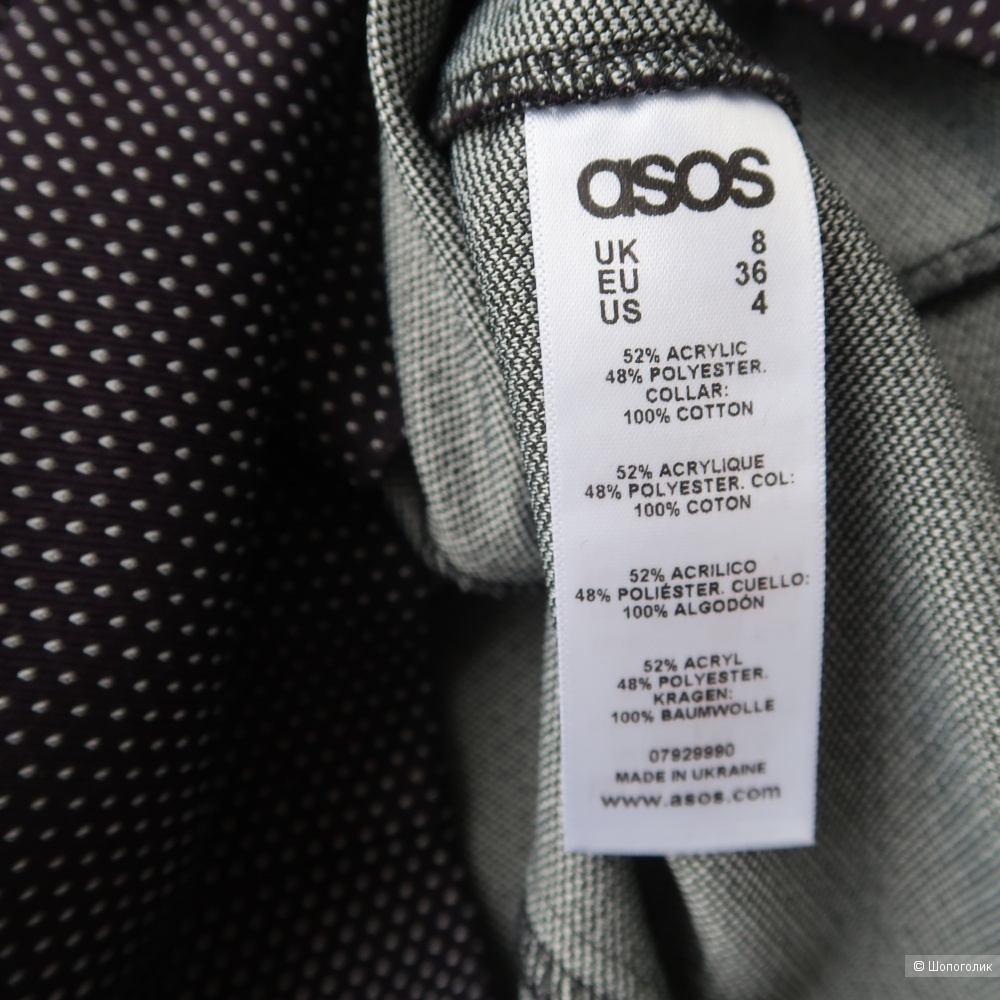 asos
UK 8
EU 36
US 4
52% ACRYLIC
48% POLYESTER.
COLLAR:
100% COTTON
52% ACRYLIQUE
48% POLYESTER. COL:
100% COTON
52% ACRILICO
48% POLIÉSTER. CUELLO:
100% ALGODÓN
52% ACRYL
48% POLYESTER.
KRAGEN:
100% BAUMWOLLE
07929990
MADE IN UKRAINE
www.asos.com
© Шопоголик